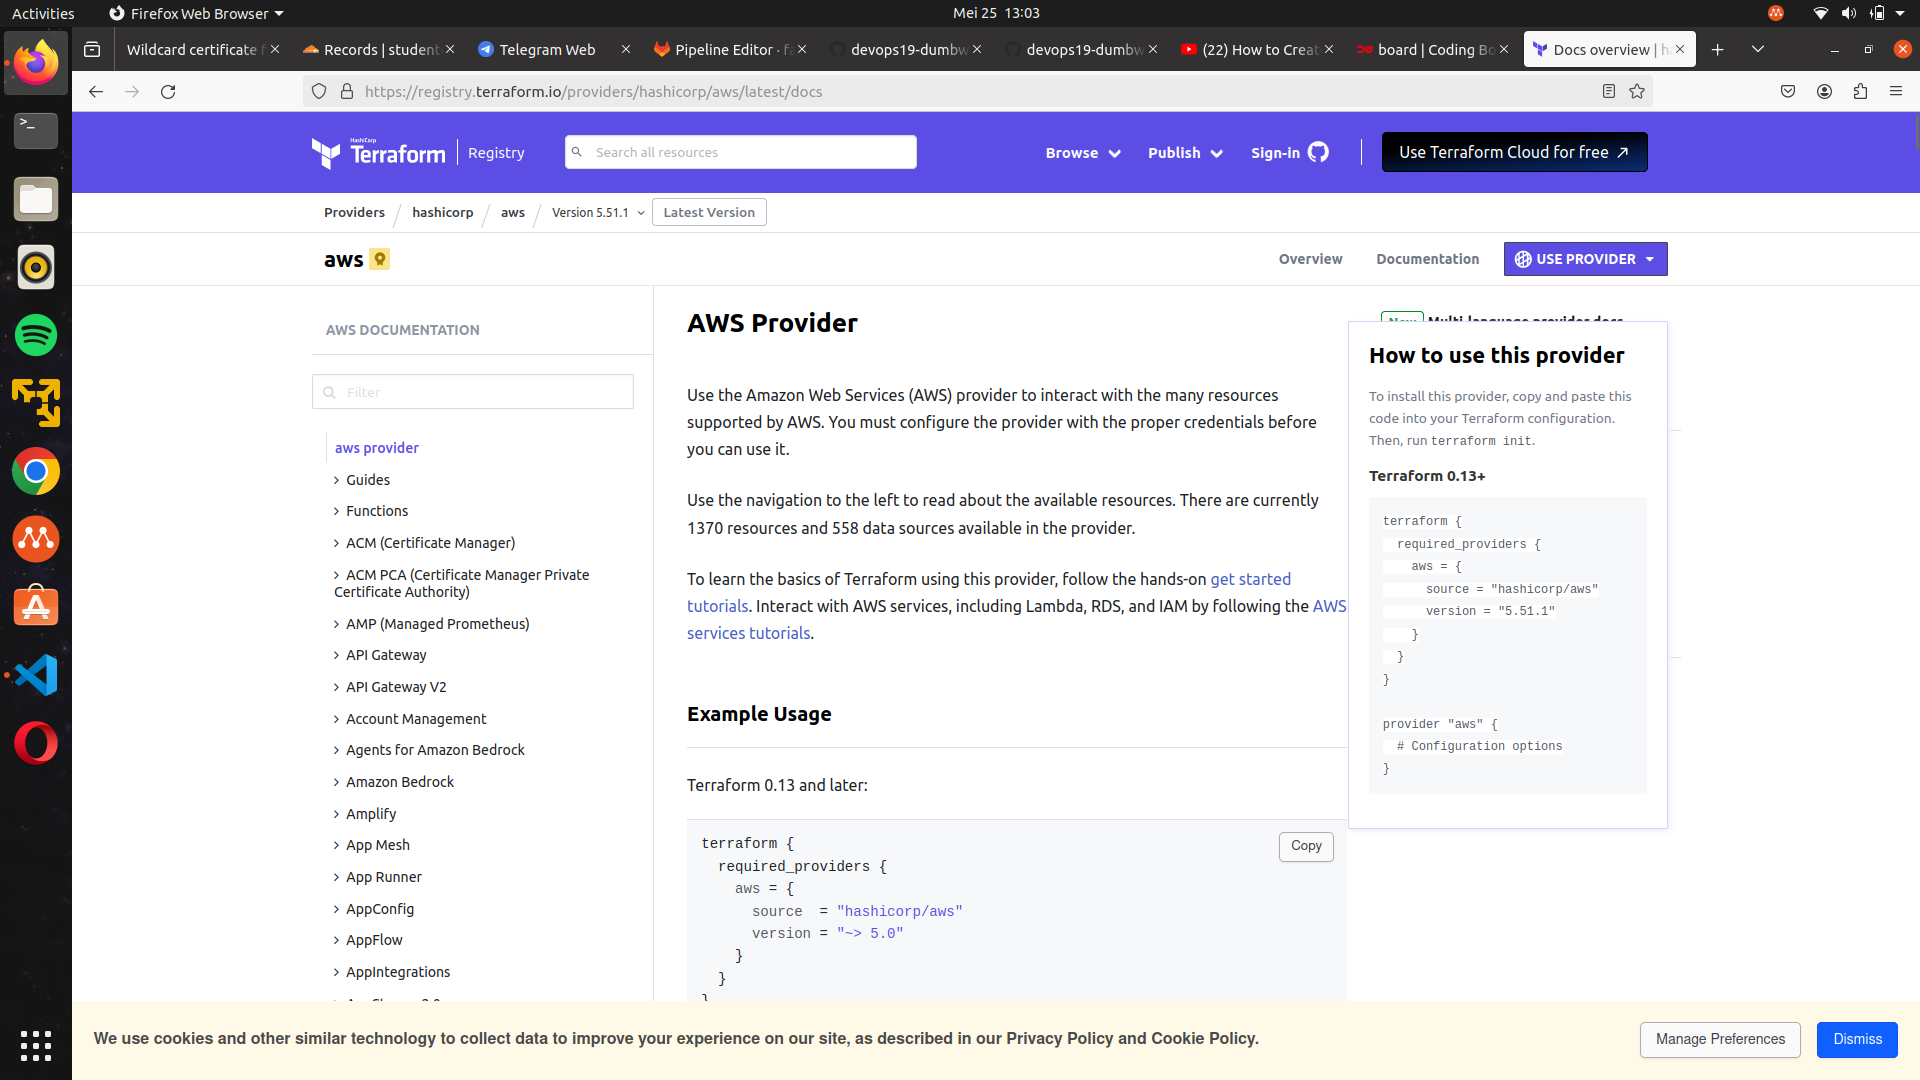 Activities
Firefox Web Browser
Mei 25 13:03
Wildcard certificate f
Records | student
Telegram Web
Pipeline Editor · fa
devops19-dumbw
devops19-dumbw
(22) How to Creat
board | Coding Bo
Docs overview | h
https://registry.terraform.io/providers/hashicorp/aws/latest/docs
HashiCorp
Terraform
Registry
Search all resources
Browse
Publish
Sign-in
Use Terraform Cloud for free
Providers
hashicorp
aws
Version 5.51.1
Latest Version
aws
Overview
Documentation
USE PROVIDER
AWS DOCUMENTATION
Filter
aws provider
Guides
Functions
ACM (Certificate Manager)
ACM PCA (Certificate Manager Private
Certificate Authority)
AMP (Managed Prometheus)
API Gateway
API Gateway V2
Account Management
Agents for Amazon Bedrock
Amazon Bedrock
Amplify
App Mesh
App Runner
AppConfig
AppFlow
AppIntegrations
AWS Provider
Use the Amazon Web Services (AWS) provider to interact with the many resources
supported by AWS. You must configure the provider with the proper credentials before
you can use it.
Use the navigation to the left to read about the available resources. There are currently
1370 resources and 558 data sources available in the provider.
To learn the basics of Terraform using this provider, follow the hands-on get started
tutorials. Interact with AWS services, including Lambda, RDS, and IAM by following the AWS
services tutorials.
Example Usage
Terraform 0.13 and later:
Copy
terraform {
  required_providers {
    aws = {
      source  = "hashicorp/aws"
      version = "~> 5.0"
    }
  }
}
New Multi-language provider docs
How to use this provider
To install this provider, copy and paste this
code into your Terraform configuration.
Then, run terraform init.
Terraform 0.13+
terraform {
  required_providers {
    aws = {
      source = "hashicorp/aws"
      version = "5.51.1"
    }
  }
}
provider "aws" {
  # Configuration options
}
We use cookies and other similar technology to collect data to improve your experience on our site, as described in our Privacy Policy and Cookie Policy.
Manage Preferences
Dismiss